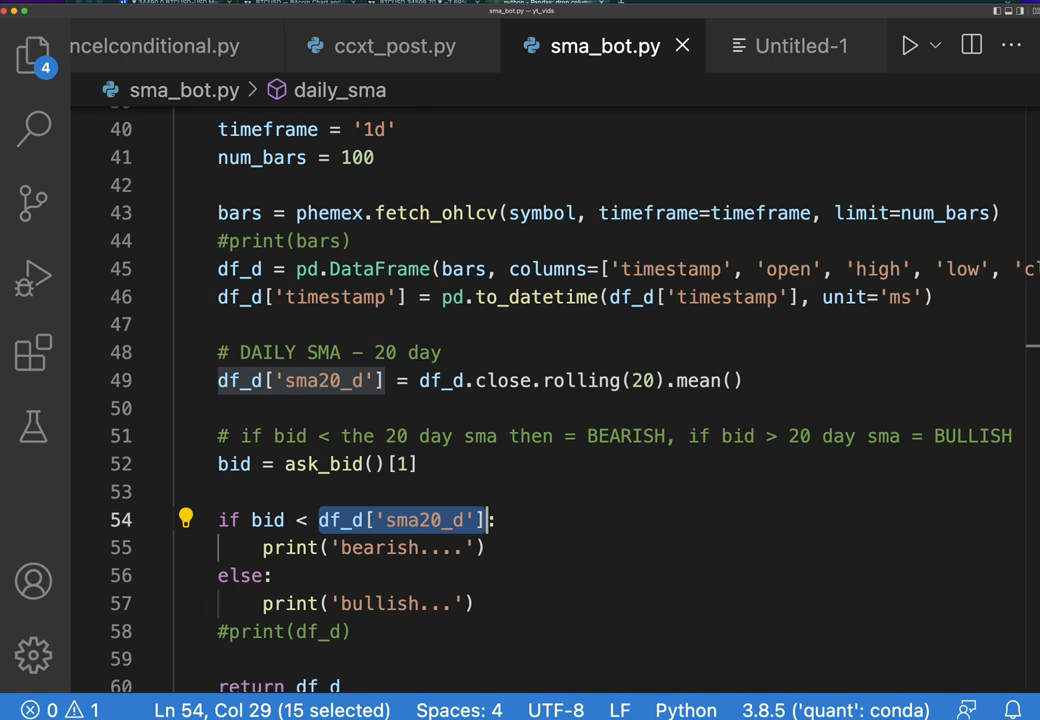 sma_bot.py — yt_vids
ncelconditional.py ccxt_post.py sma_bot.py Untitled-1
4
sma_bot.py > daily_sma
40 timeframe = '1d'
41 num_bars = 100
42
43 bars = phemex.fetch_ohlcv(symbol, timeframe=timeframe, limit=num_bars)
44 #print(bars)
45 df_d = pd.DataFrame(bars, columns=['timestamp', 'open', 'high', 'low', 'cl
46 df_d['timestamp'] = pd.to_datetime(df_d['timestamp'], unit='ms')
47
48 # DAILY SMA - 20 day
49 df_d['sma20_d'] = df_d.close.rolling(20).mean()
50
51 # if bid < the 20 day sma then = BEARISH, if bid > 20 day sma = BULLISH
52 bid = ask_bid()[1]
53
54 if bid < df_d['sma20_d']:
55 print('bearish....')
56 else:
57 print('bullish...')
58 #print(df_d)
59
60 return df_d
0 1 Ln 54, Col 29 (15 selected) Spaces: 4 UTF-8 LF Python 3.8.5 ('quant': conda)